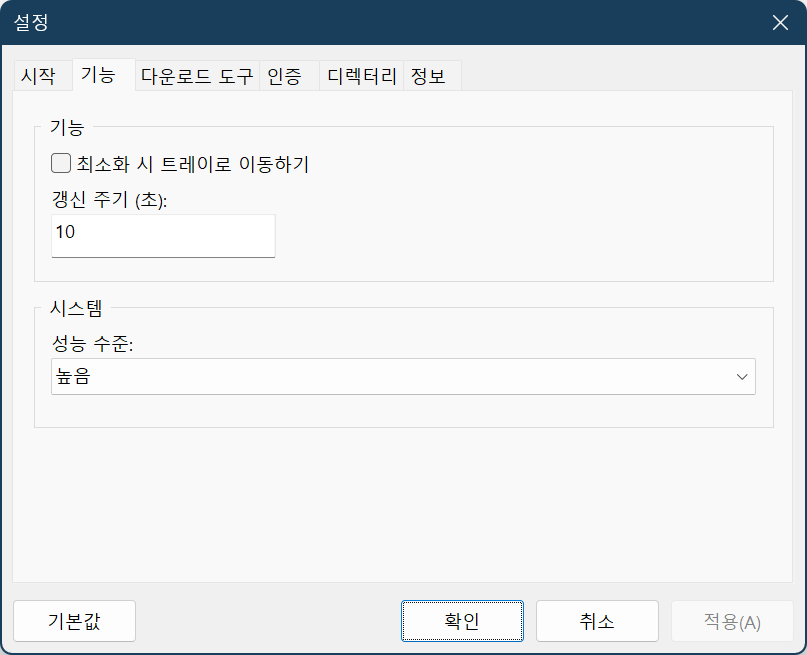 설정
시작 기능 다운로드 도구 인증 디렉터리 정보
기능
최소화 시 트레이로 이동하기
갱신 주기 (초):
10
시스템
성능 수준:
높음
기본값 확인 취소 적용(A)